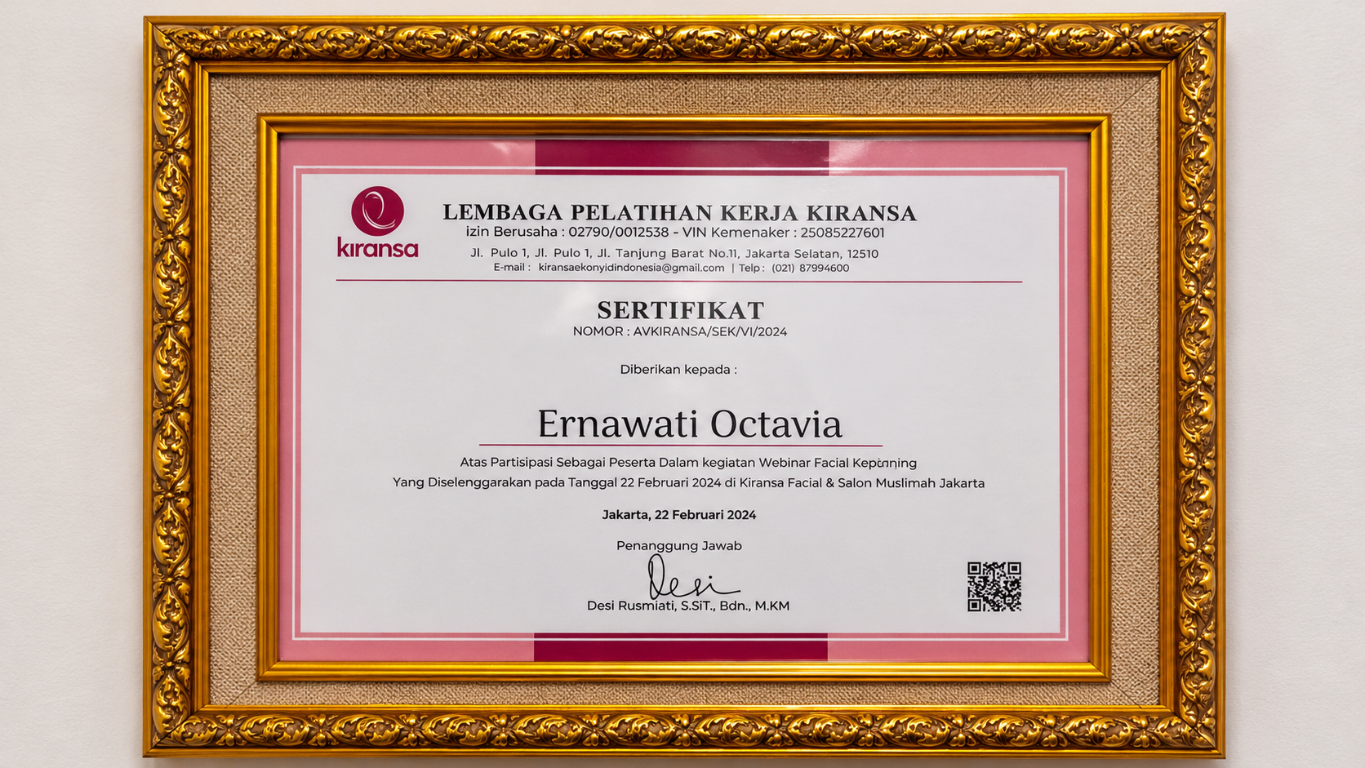 kiransa
LEMBAGA PELATIHAN KERJA KIRANSA
izin Berusaha : 02790/0012538 - VIN Kemenaker : 25085227601
Jl. Pulo 1, Jl. Pulo 1, Jl. Tanjung Barat No.11, Jakarta Selatan, 12510
E-mail : kiransaekonyidindonesia@gmail.com | Telp : (021) 87994600
SERTIFIKAT
NOMOR : AVKIRANSA/SEK/VI/2024
Diberikan kepada :
Ernawati Octavia
Atas Partisipasi Sebagai Peserta Dalam kegiatan Webinar Facial
Yang Diselenggarakan pada Tanggal 22 Februari 2024 di Kiransa Facial & Salon Muslimah Jakarta
Jakarta, 22 Februari 2024
Penanggung Jawab
Desi
Desi Rusmiati, S.SiT., Bdn., M.KM